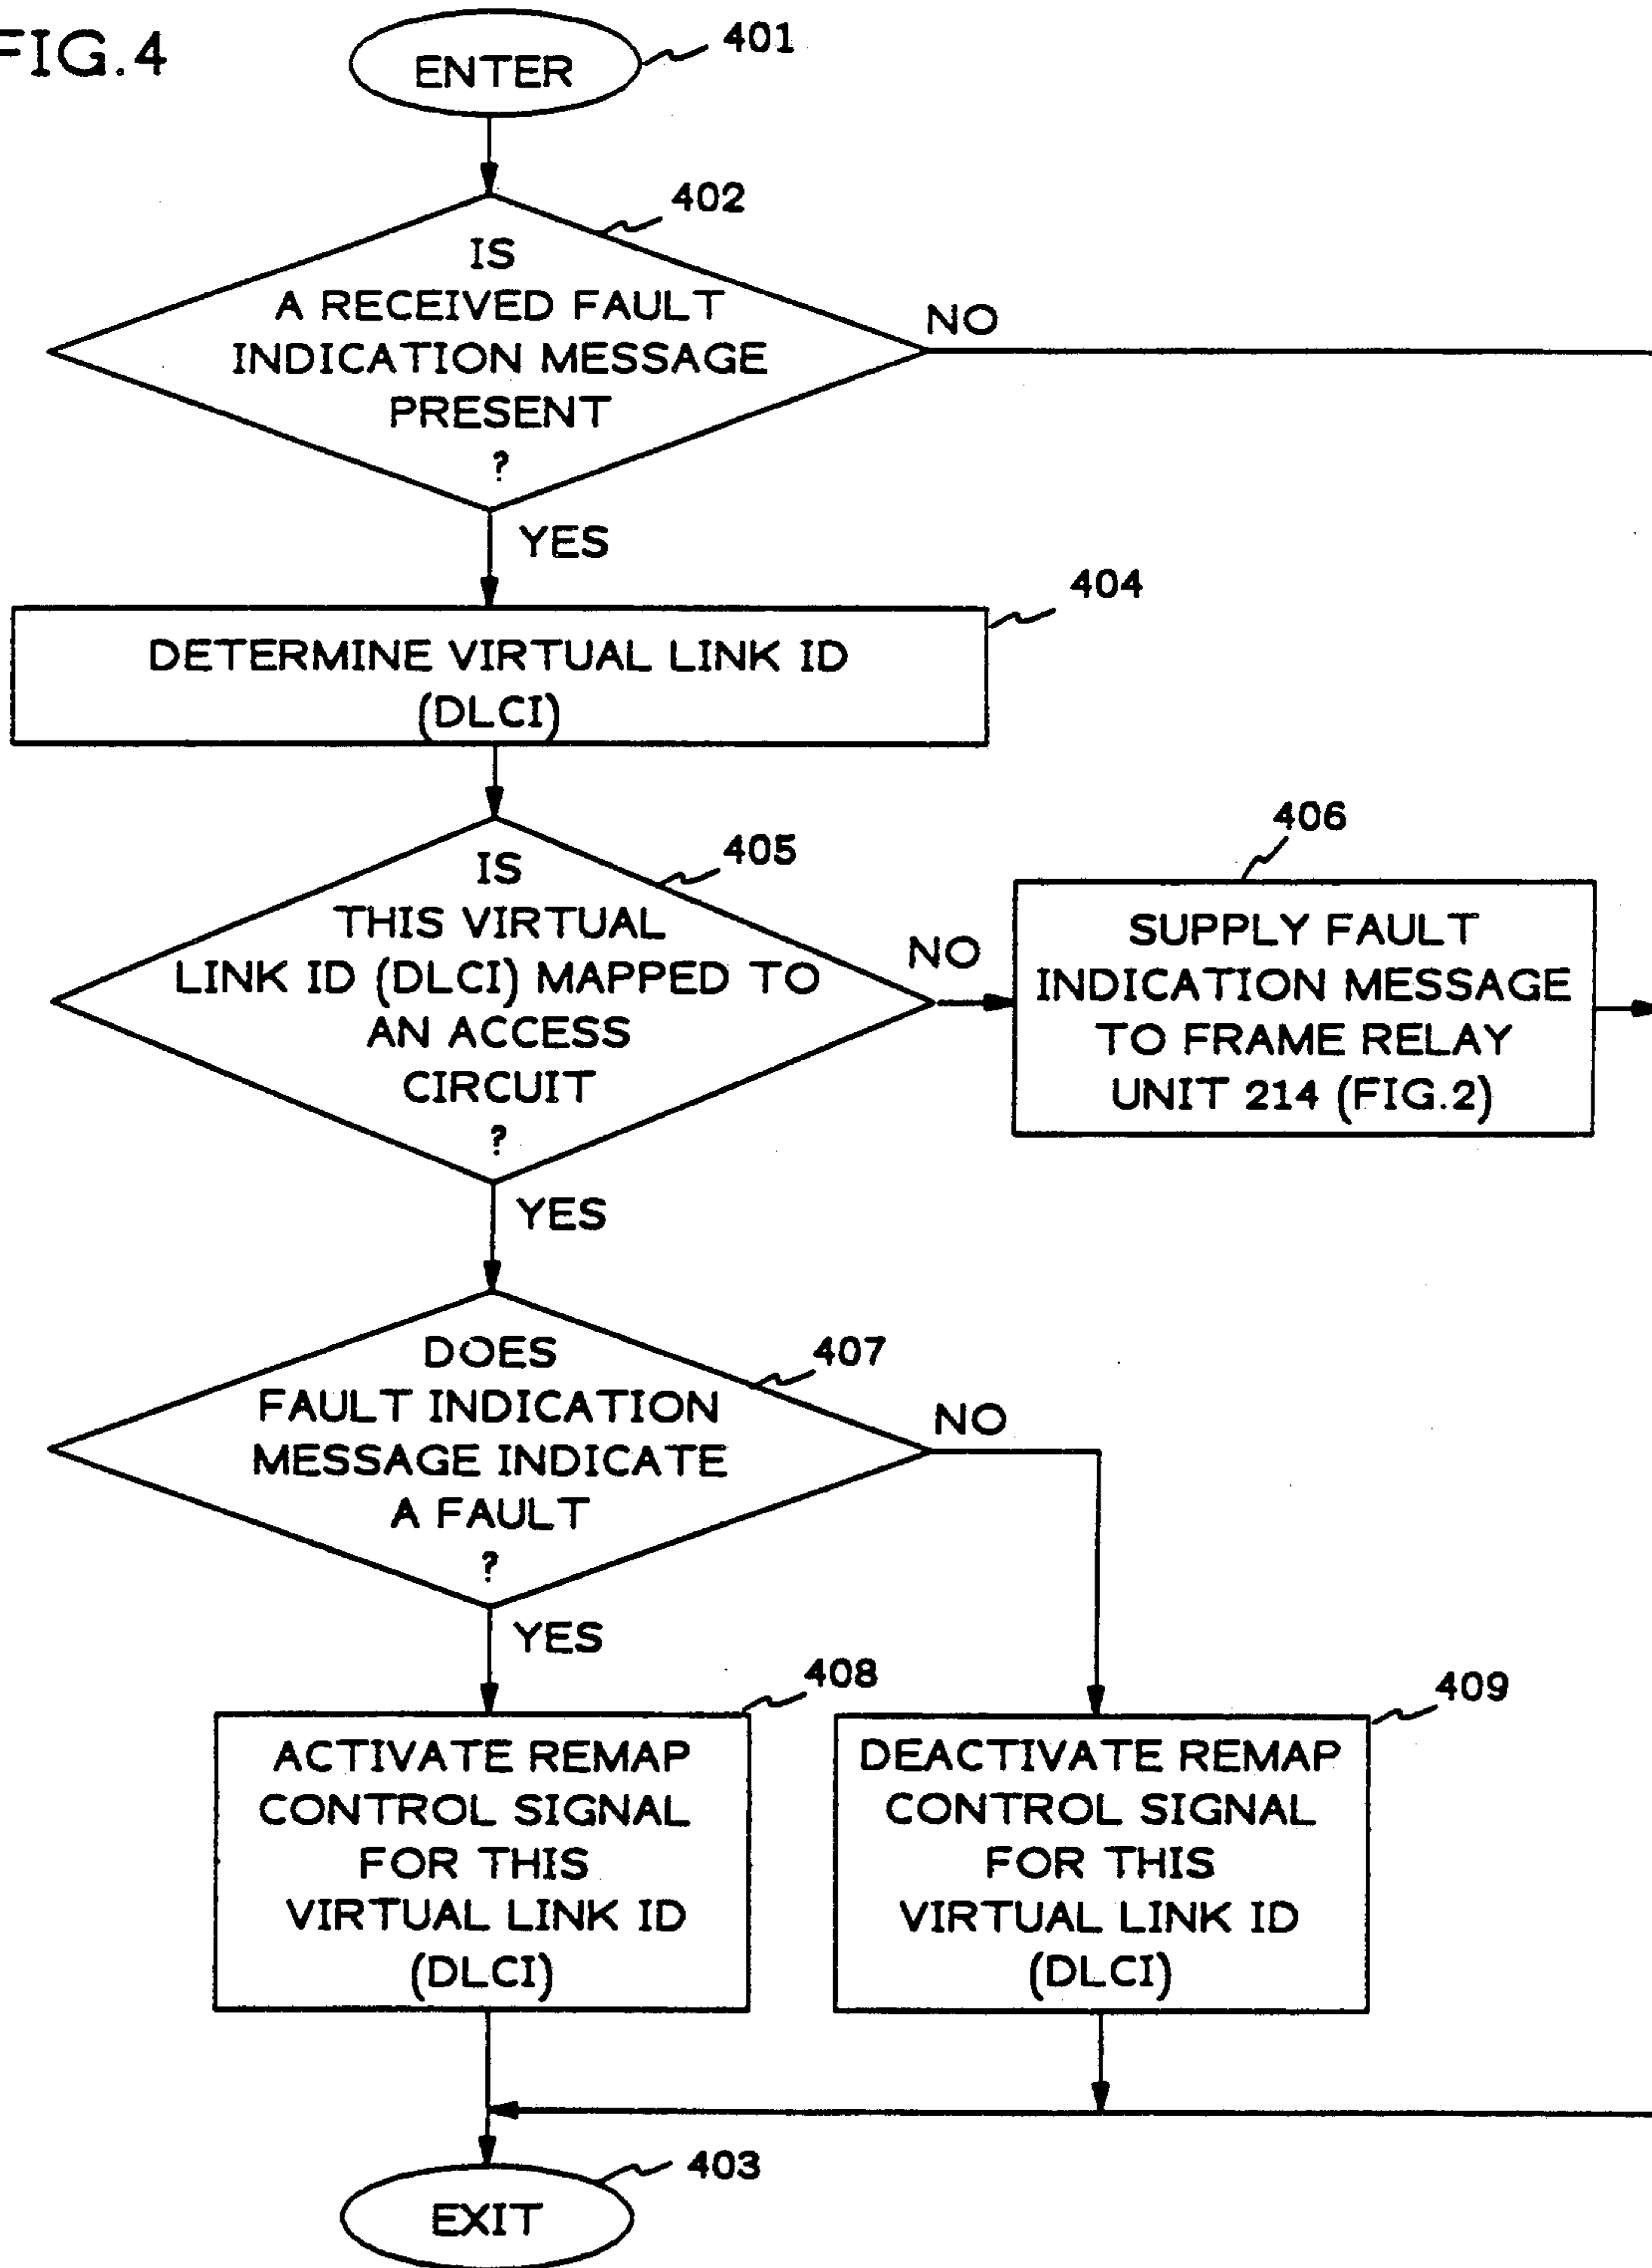 FIG.4
ENTER
401
402
IS
A RECEIVED FAULT
INDICATION MESSAGE
PRESENT
?
NO
YES
404
DETERMINE VIRTUAL LINK ID
(DLCI)
405
IS
THIS VIRTUAL
LINK ID (DLCI) MAPPED TO
AN ACCESS
CIRCUIT
?
NO
406
SUPPLY FAULT
INDICATION MESSAGE
TO FRAME RELAY
UNIT 214 (FIG.2)
YES
407
DOES
FAULT INDICATION
MESSAGE INDICATE
A FAULT
?
NO
YES
408
ACTIVATE REMAP
CONTROL SIGNAL
FOR THIS
VIRTUAL LINK ID
(DLCI)
409
DEACTIVATE REMAP
CONTROL SIGNAL
FOR THIS
VIRTUAL LINK ID
(DLCI)
403
EXIT